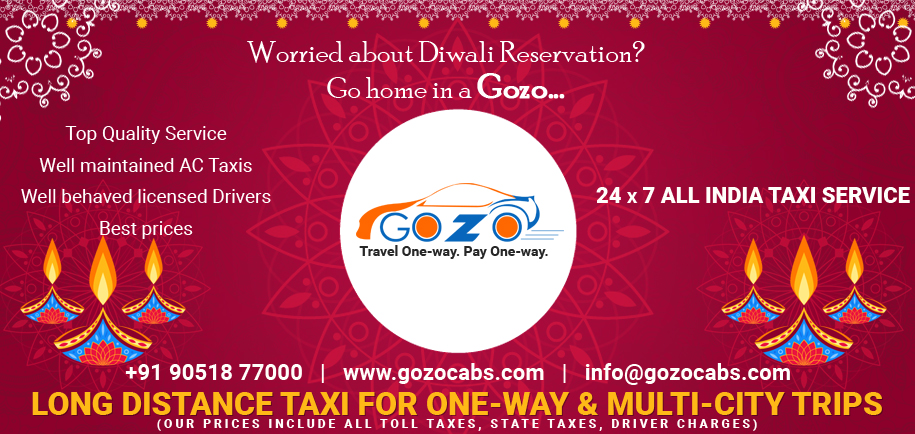 Worried about Diwali Reservation?
Go home in a Gozo...
Top Quality Service
Well maintained AC Taxis
Well behaved licensed Drivers
Best prices
GOZO
Travel One-way. Pay One-way.
24 x 7 ALL INDIA TAXI SERVICE
+91 90518 77000 | www.gozocabs.com | info@gozocabs.com
LONG DISTANCE TAXI FOR ONE-WAY & MULTI-CITY TRIPS
(OUR PRICES INCLUDE ALL TOLL TAXES, STATE TAXES, DRIVER CHARGES)